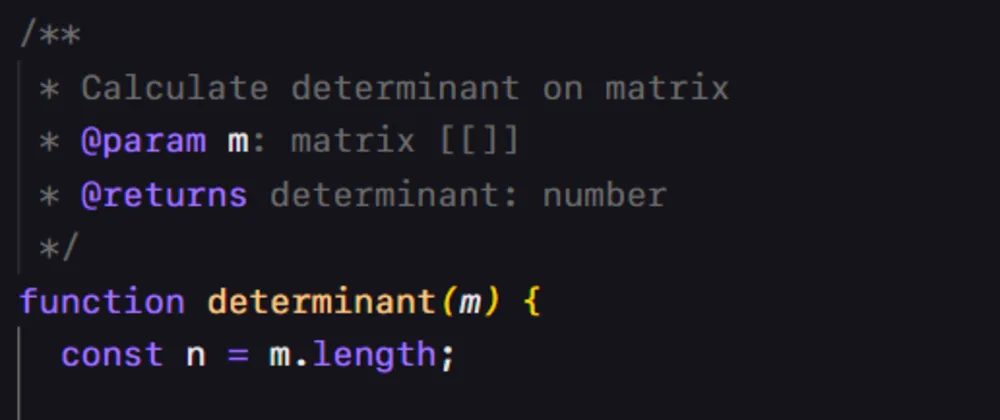 /**
 * Calculate determinant on matrix
 * @param m: matrix [[]]
 * @returns determinant: number
 */
function determinant(m) {
  const n = m.length;